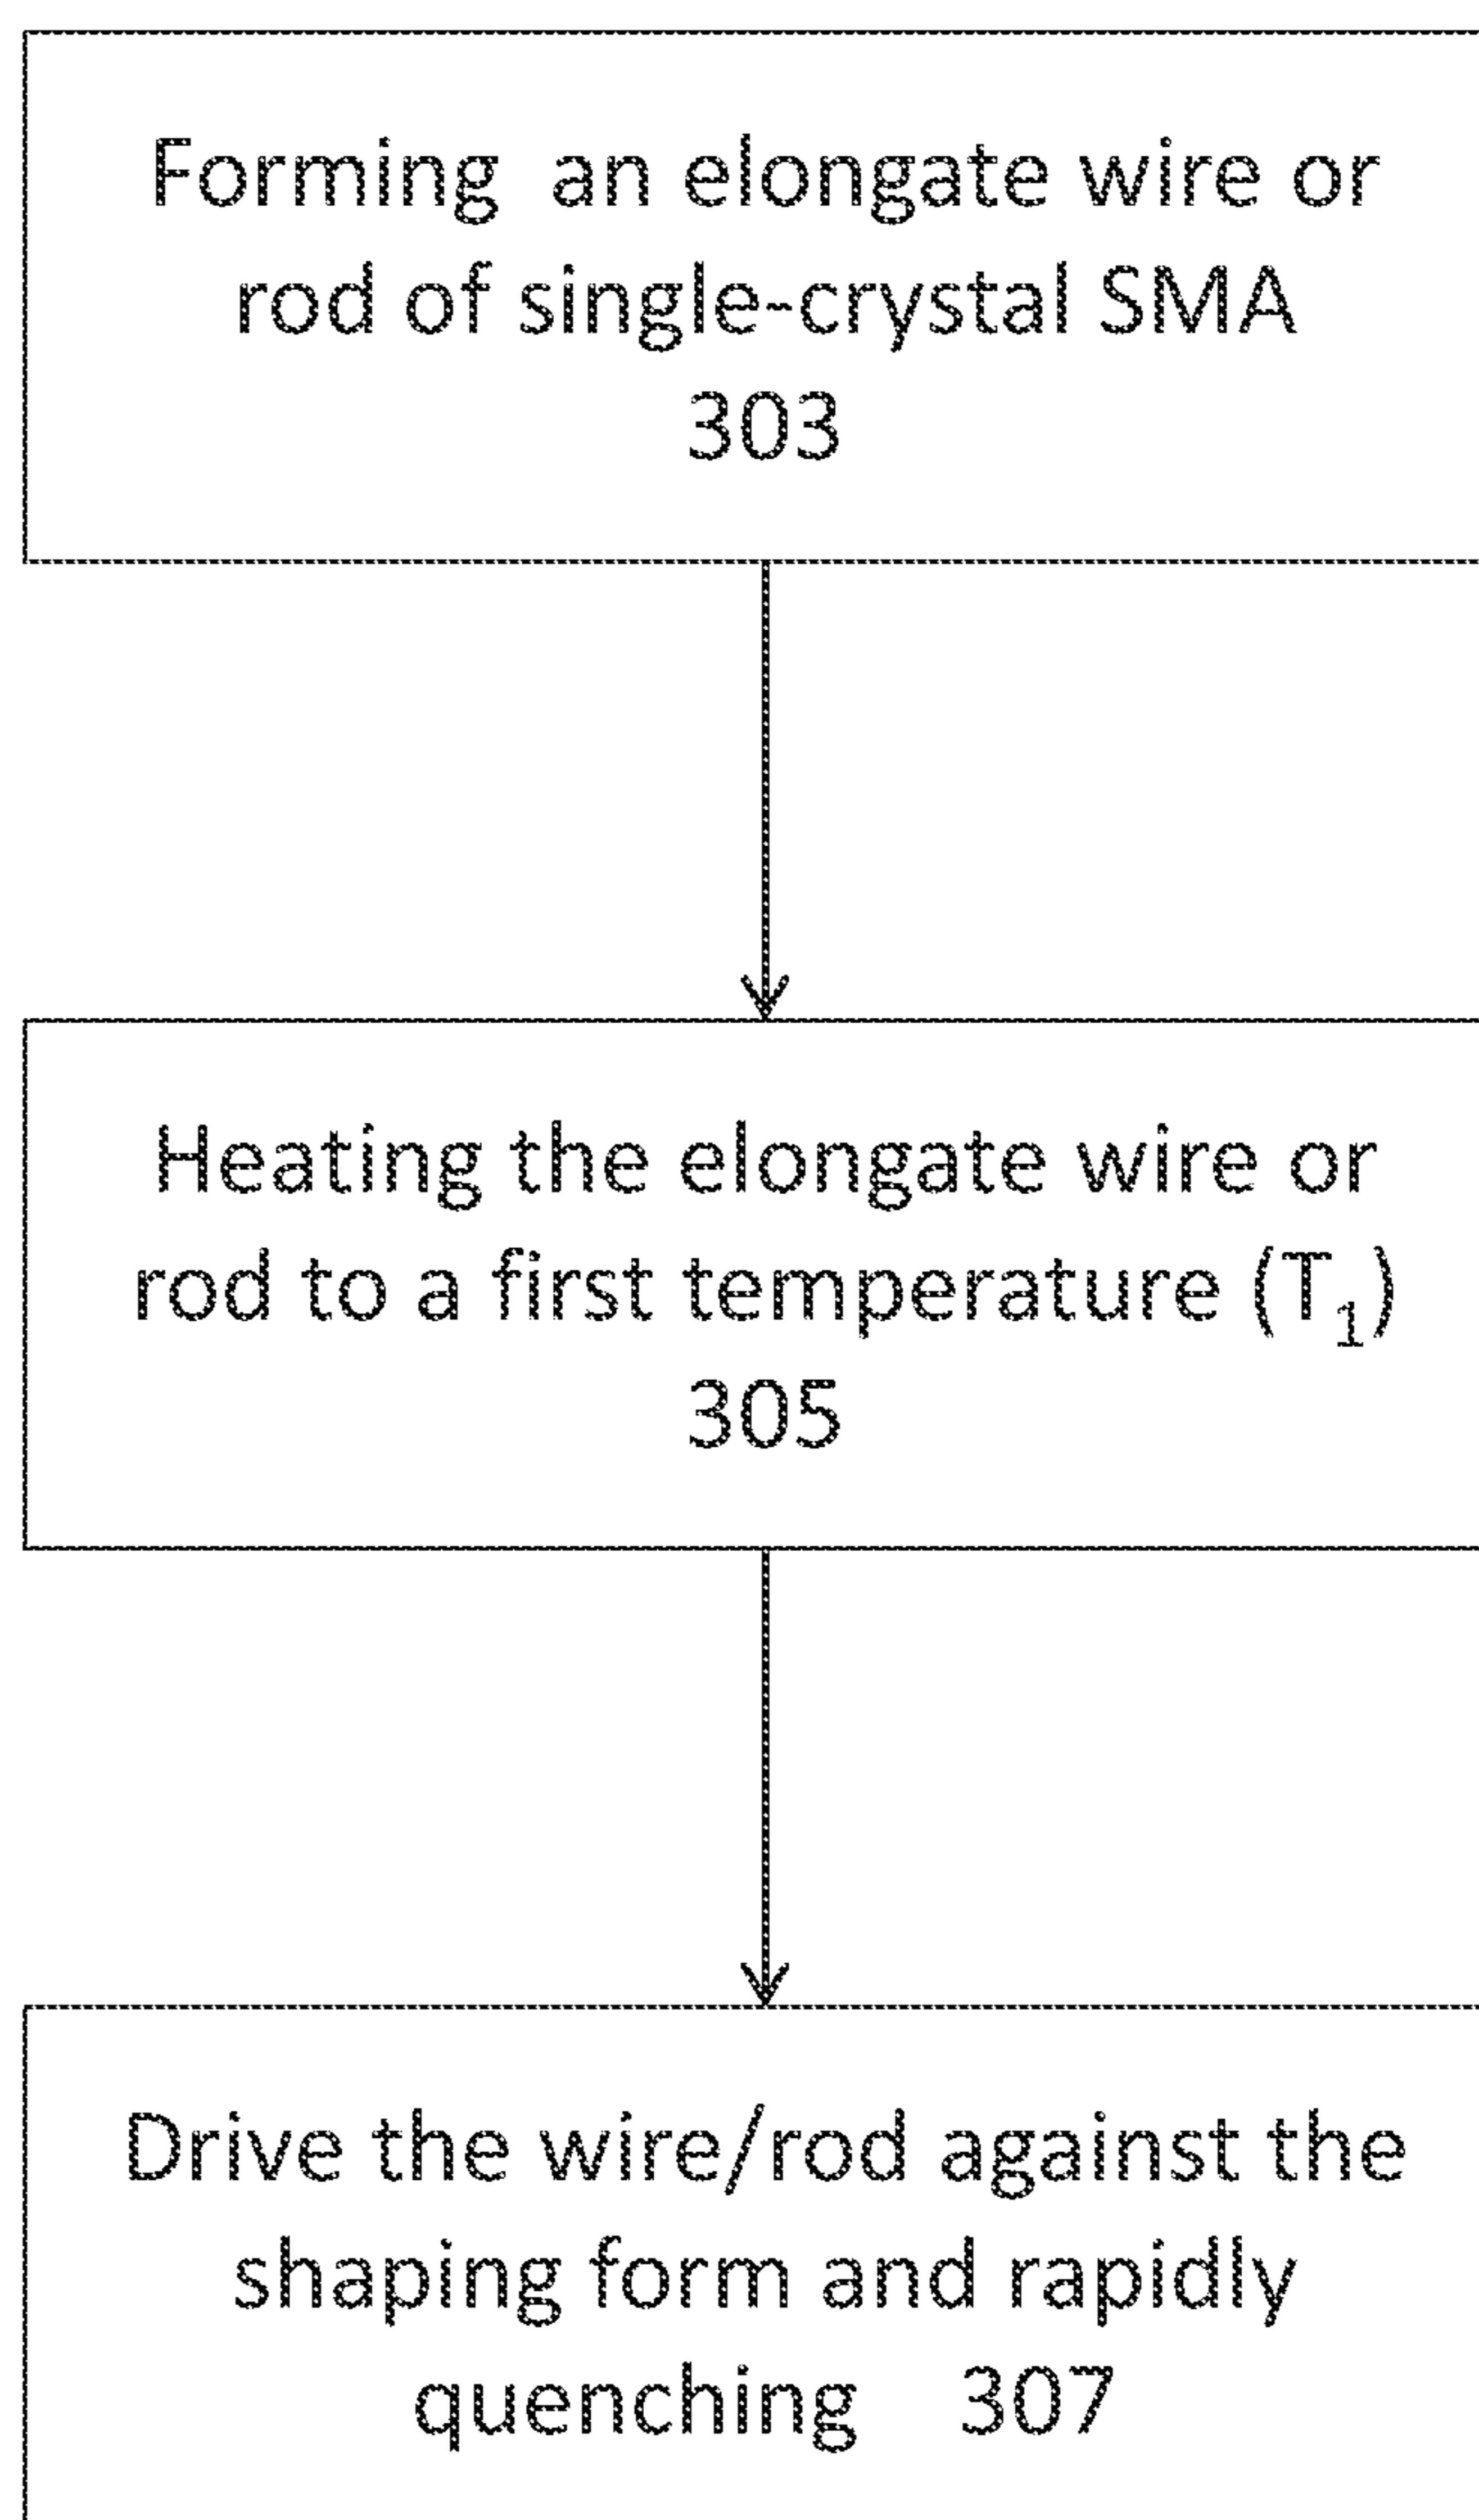 Forming an elongate wire or
rod of single-crystal SMA
303
Heating the elongate wire or
rod to a first temperature (T₁)
305
Drive the wire/rod against the
shaping form and rapidly
quenching 307